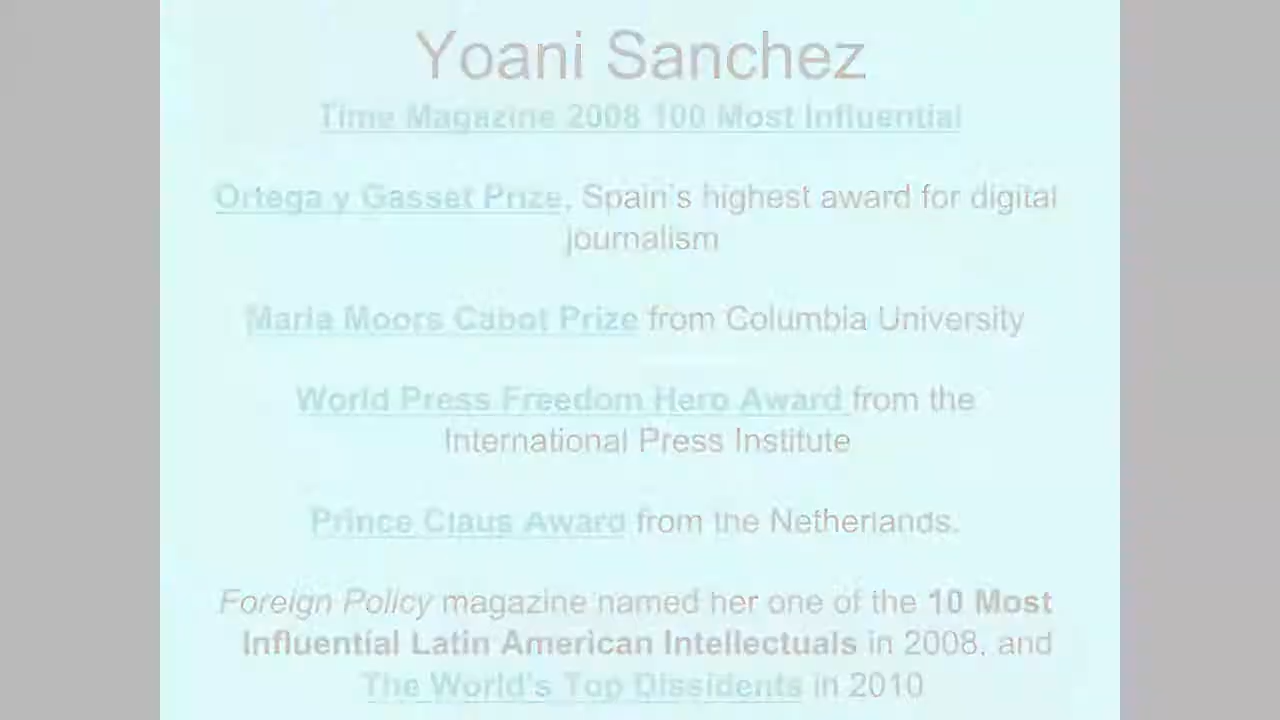 Yoani Sanchez
Time Magazine 2008 100 Most Influential
Ortega y Gasset Prize, Spain's highest award for digital
journalism
Maria Moors Cabot Prize from Columbia University
World Press Freedom Hero Award from the
International Press Institute
Prince Claus Award from the Netherlands.
Foreign Policy magazine named her one of the 10 Most
Influential Latin American Intellectuals in 2008, and
The World's Top Dissidents in 2010